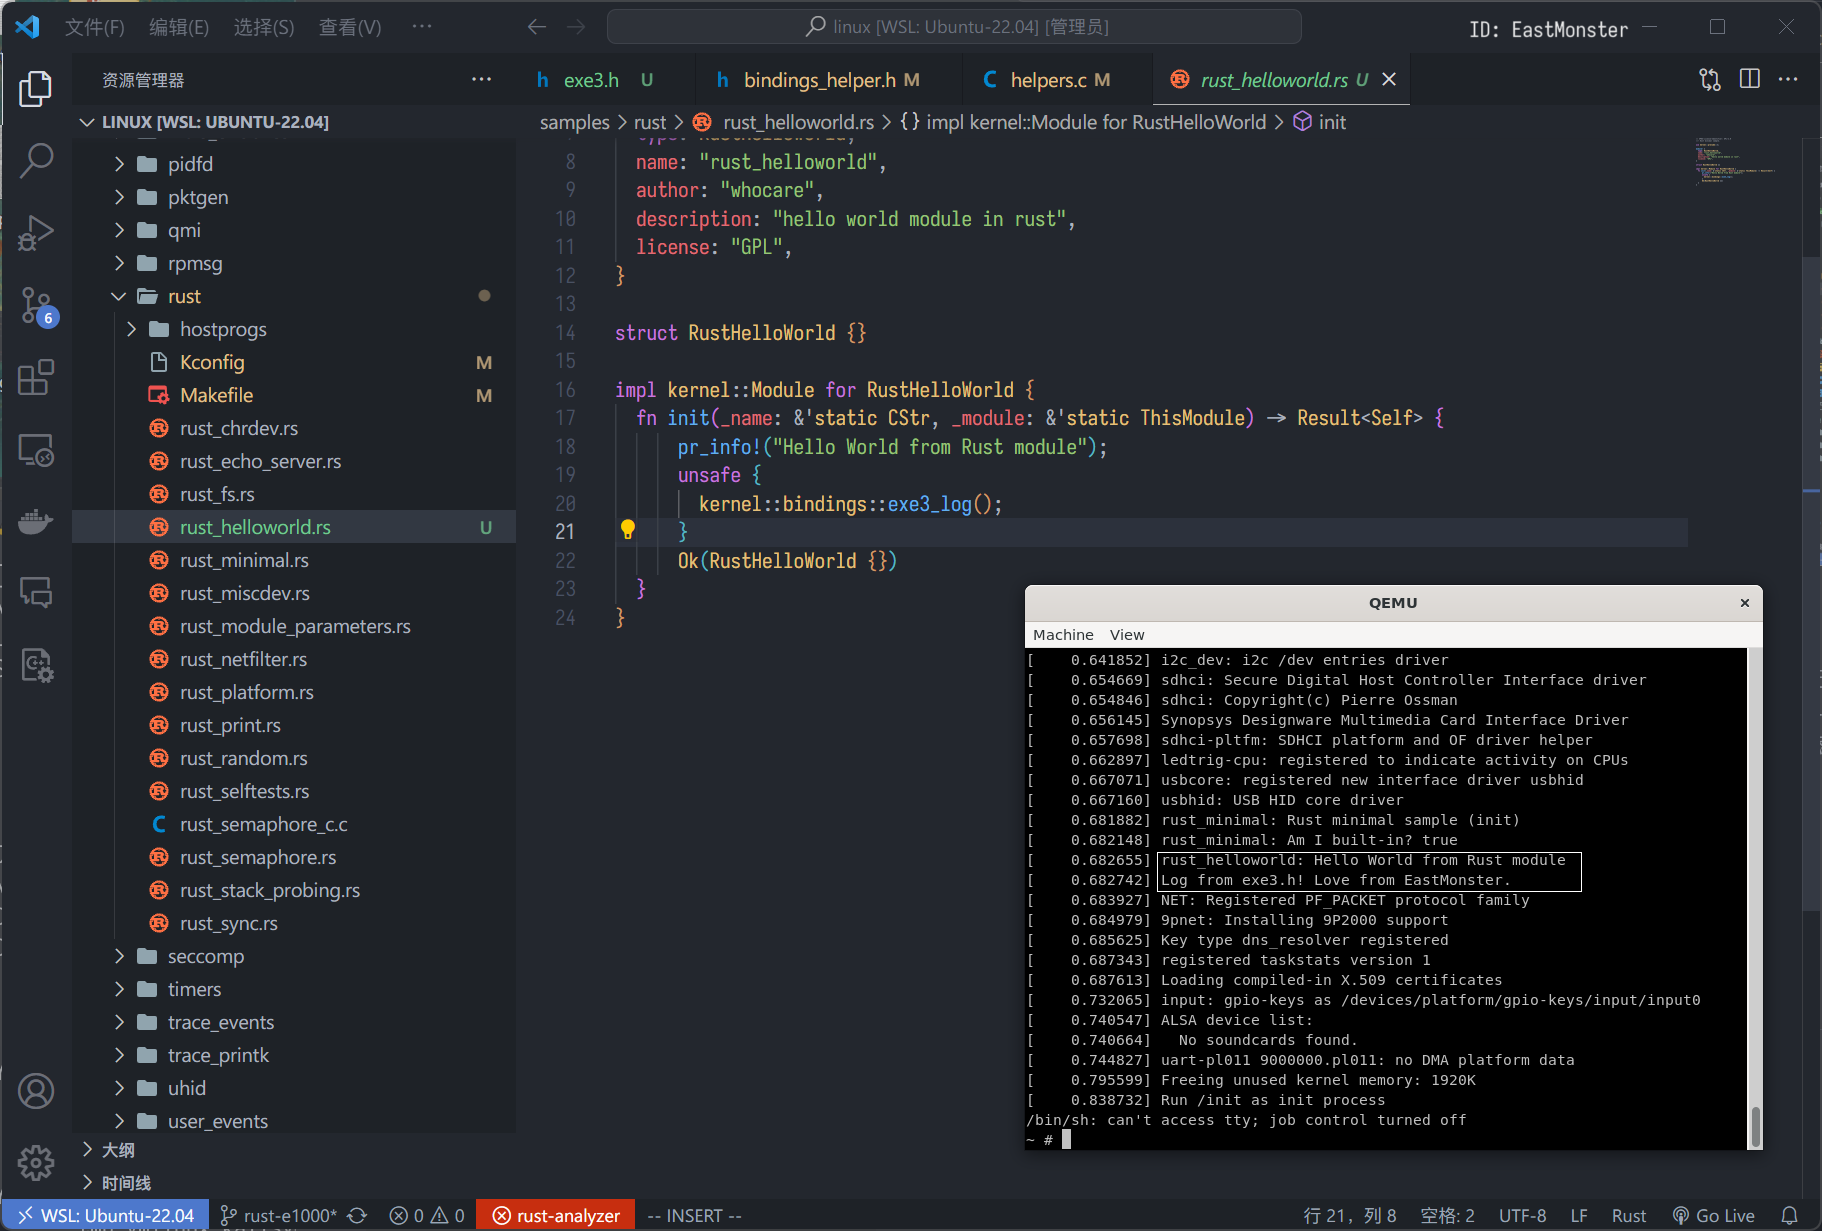 文件(F) 编辑(E) 选择(S) 查看(V) ··· linux [WSL: Ubuntu-22.04] [管理员] ID: EastMonster
资源管理器 ···
exe3.h U bindings_helper.h M helpers.c M rust_helloworld.rs U
LINUX [WSL: UBUNTU-22.04]
pidfd
pktgen
qmi
rpmsg
rust
hostprogs
Kconfig M
Makefile M
rust_chrdev.rs
rust_echo_server.rs
rust_fs.rs
rust_helloworld.rs U
rust_minimal.rs
rust_miscdev.rs
rust_module_parameters.rs
rust_netfilter.rs
rust_platform.rs
rust_print.rs
rust_random.rs
rust_selftests.rs
C rust_semaphore_c.c
rust_semaphore.rs
rust_stack_probing.rs
rust_sync.rs
seccomp
timers
trace_events
trace_printk
uhid
user_events
大纲
时间线
6
samples > rust > rust_helloworld.rs > {} impl kernel::Module for RustHelloWorld > init
8 name: "rust_helloworld",
9 author: "whocare",
10 description: "hello world module in rust",
11 license: "GPL",
12 }
13
14 struct RustHelloWorld {}
15
16 impl kernel::Module for RustHelloWorld {
17 fn init(_name: &'static CStr, _module: &'static ThisModule) → Result<Self> {
18 pr_info!("Hello World from Rust module");
19 unsafe {
20 kernel::bindings::exe3_log();
21 }
22 Ok(RustHelloWorld {})
23 }
24 }
QEMU ×
Machine View
[ 0.641852] i2c_dev: i2c /dev entries driver
[ 0.654669] sdhci: Secure Digital Host Controller Interface driver
[ 0.654846] sdhci: Copyright(c) Pierre Ossman
[ 0.656145] Synopsys Designware Multimedia Card Interface Driver
[ 0.657698] sdhci-pltfm: SDHCI platform and OF driver helper
[ 0.662897] ledtrig-cpu: registered to indicate activity on CPUs
[ 0.667071] usbcore: registered new interface driver usbhid
[ 0.667160] usbhid: USB HID core driver
[ 0.681882] rust_minimal: Rust minimal sample (init)
[ 0.682148] rust_minimal: Am I built-in? true
[ 0.682655] rust_helloworld: Hello World from Rust module
[ 0.682742] Log from exe3.h! Love from EastMonster.
[ 0.683927] NET: Registered PF_PACKET protocol family
[ 0.684979] 9pnet: Installing 9P2000 support
[ 0.685625] Key type dns_resolver registered
[ 0.687343] registered taskstats version 1
[ 0.687613] Loading compiled-in X.509 certificates
[ 0.732065] input: gpio-keys as /devices/platform/gpio-keys/input/input0
[ 0.740547] ALSA device list:
[ 0.740664] No soundcards found.
[ 0.744827] uart-pl011 9000000.pl011: no DMA platform data
[ 0.795599] Freeing unused kernel memory: 1920K
[ 0.838732] Run /init as init process
/bin/sh: can't access tty; job control turned off
~ #
WSL: Ubuntu-22.04 rust-e1000* 0 0 rust-analyzer -- INSERT -- 行 21，列 8 空格: 2 UTF-8 LF Rust Go Live